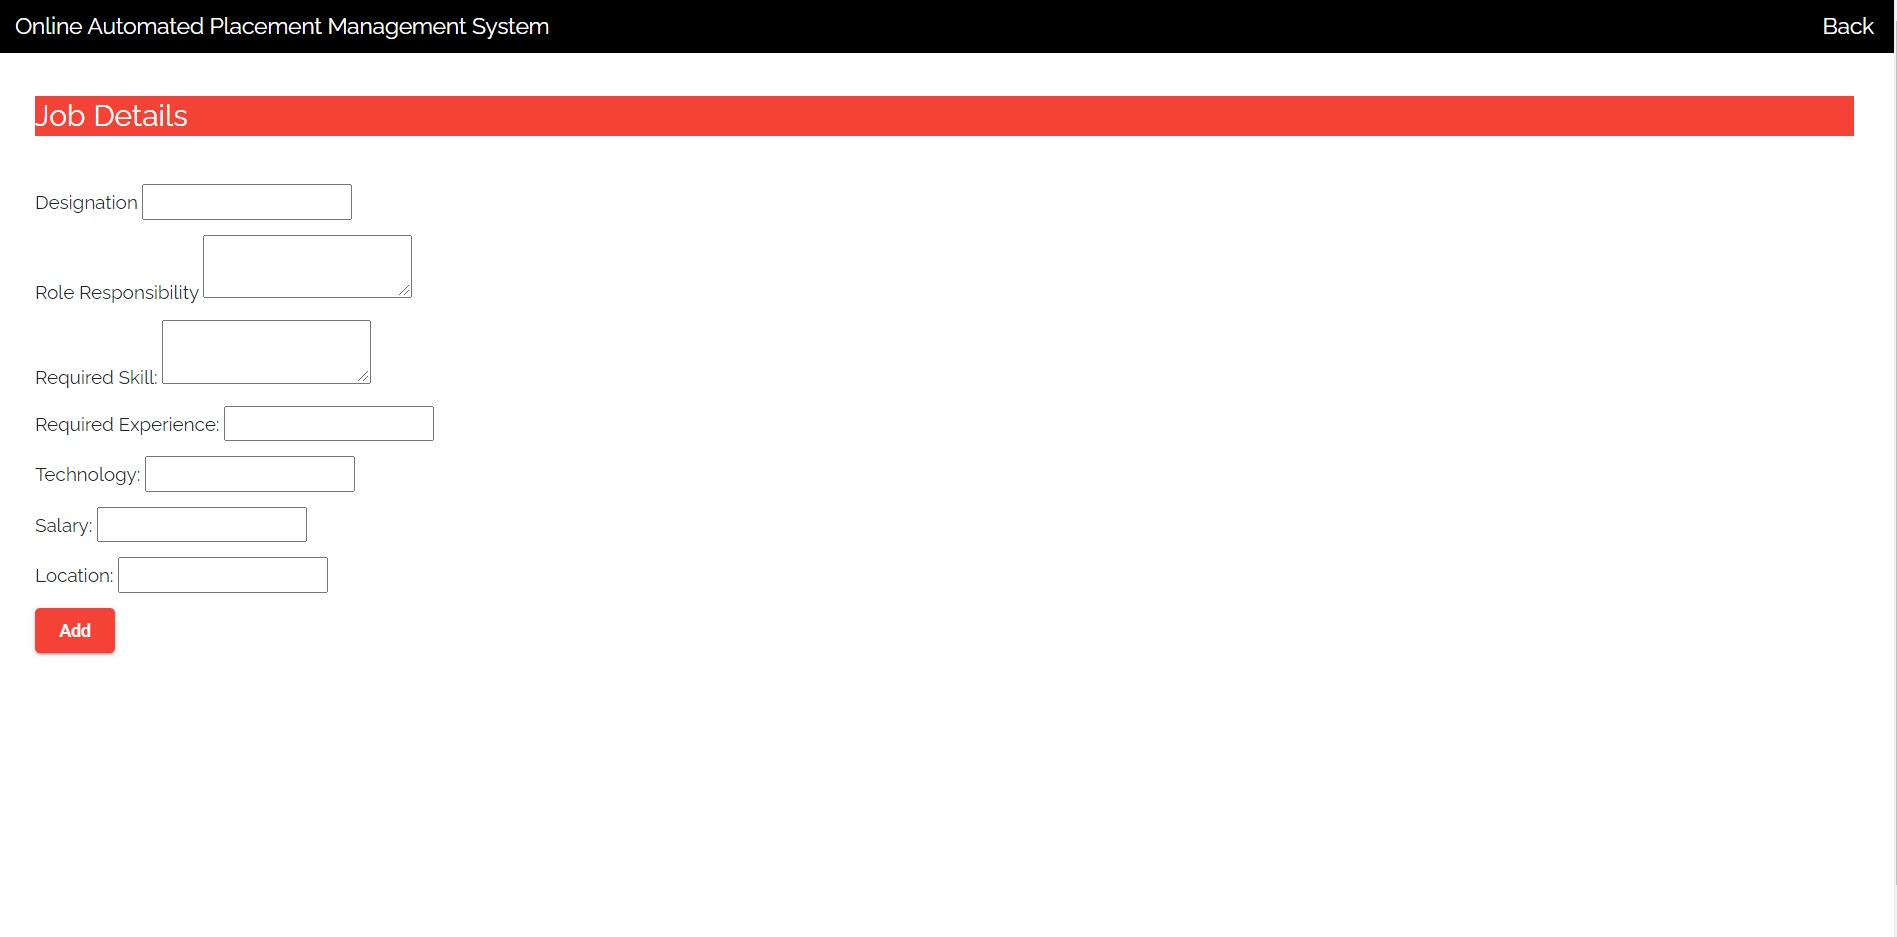 Online Automated Placement Management System Back
Job Details
Designation
Role Responsibility
Required Skill:
Required Experience:
Technology:
Salary:
Location:
Add